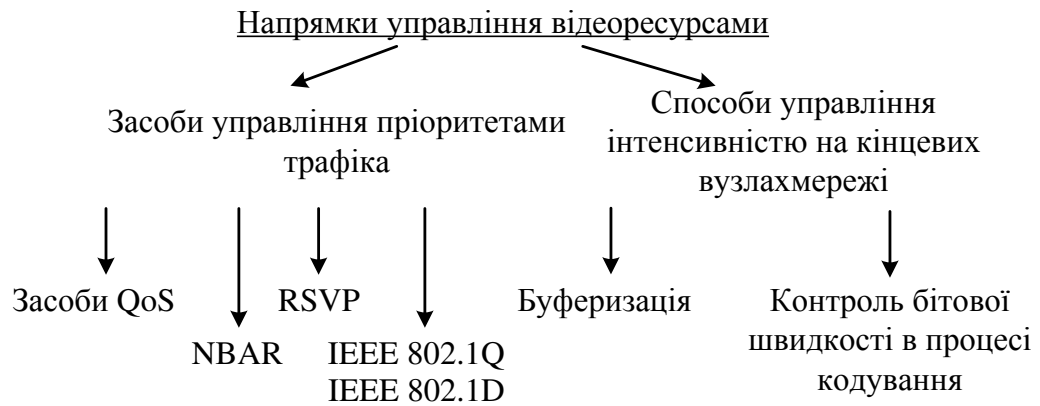 Напрямки управління відеоресурсами
Засоби управління пріоритетами
трафіка
Способи управління
інтенсивністю на кінцевих
вузлахмережі
Засоби QoS
NBAR
RSVP
IEEE 802.1Q
IEEE 802.1D
Буферизація
Контроль бітової
швидкості в процесі
кодування